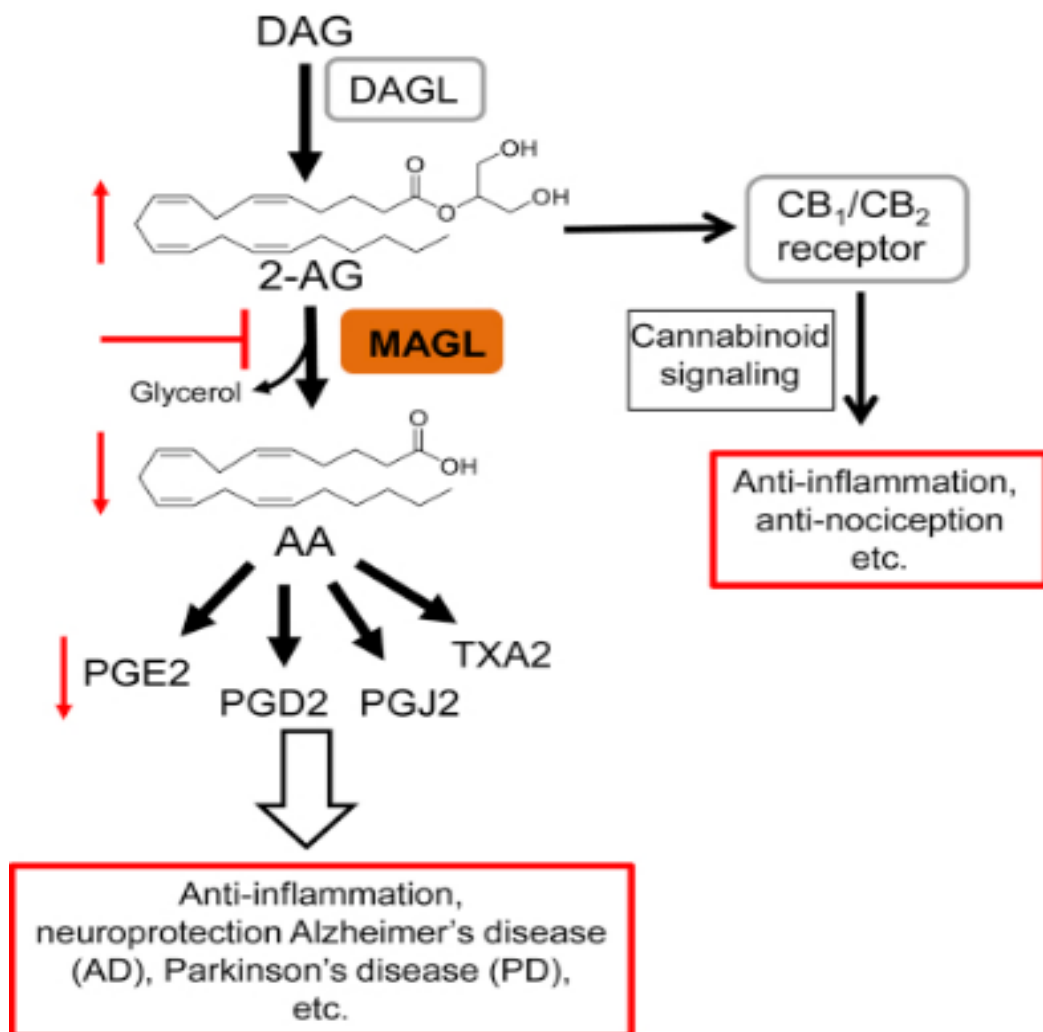 DAG
DAGL
O
OH
O
OH
2-AG
CB₁/CB₂
receptor
MAGL
Glycerol
Cannabinoid
signaling
O
OH
AA
Anti-inflammation,
anti-nociception
etc.
PGE2
PGD2
PGJ2
TXA2
Anti-inflammation,
neuroprotection Alzheimer's disease
(AD), Parkinson's disease (PD),
etc.